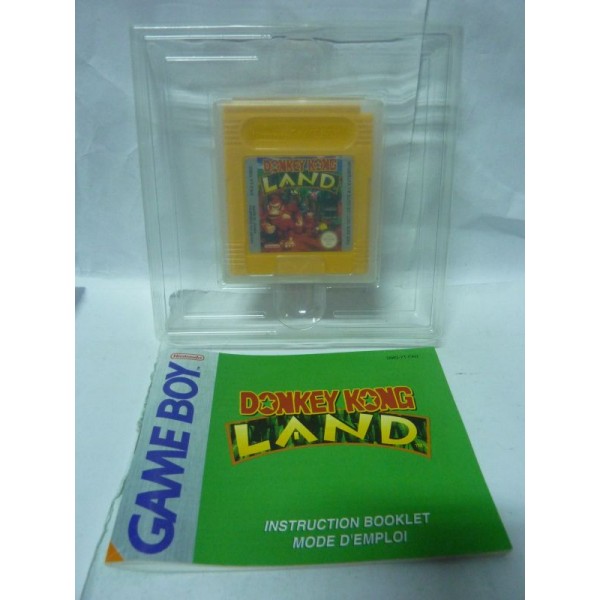 DONKEY KONG
LAND
Nintendo
GAME BOY
DONKEY KONG
LAND
INSTRUCTION BOOKLET
MODE D'EMPLOI